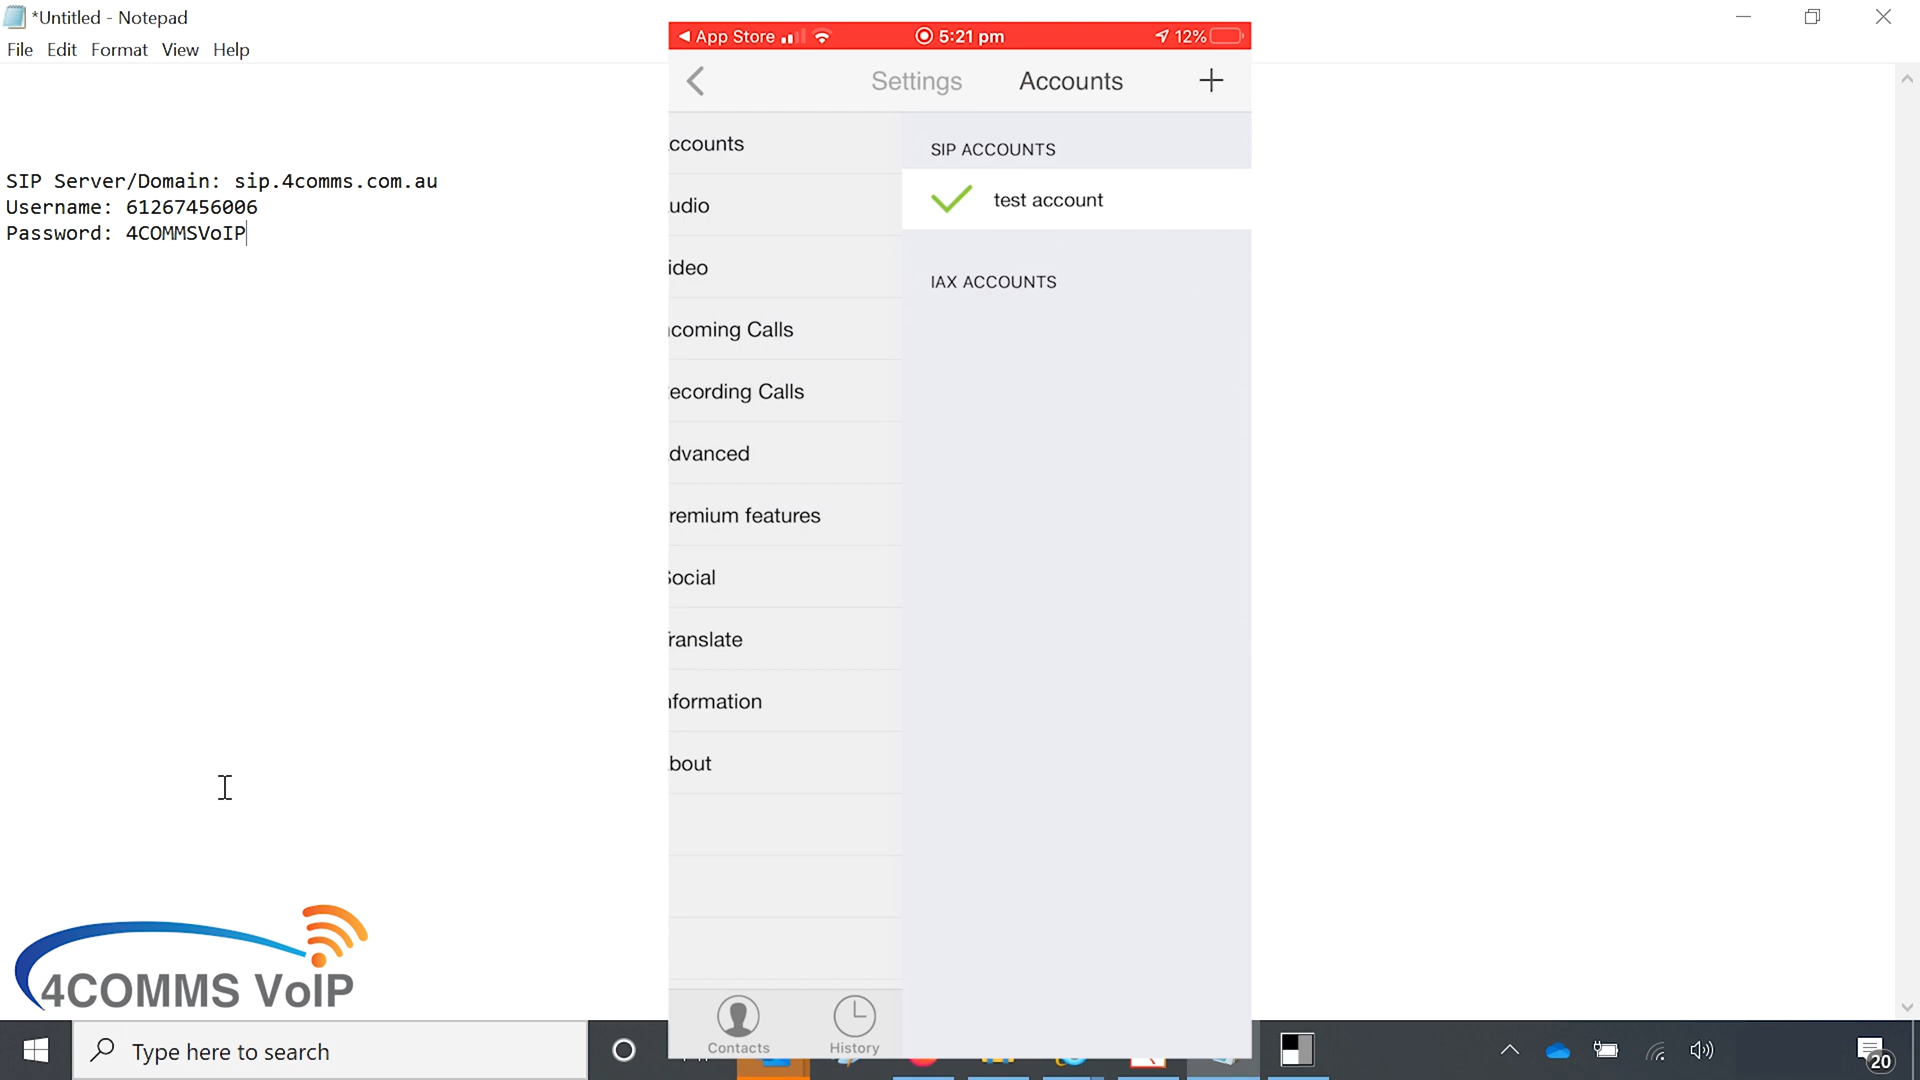 *Untitled - Notepad
File Edit Format View Help
SIP Server/Domain: sip.4comms.com.au
Username: 61267456006
Password: 4COMMSVoIP
4COMMS VoIP
App Store
5:21 pm
12%
Settings Accounts
ccounts
udio
ideo
coming Calls
ecording Calls
dvanced
remium features
ocial
ranslate
nformation
bout
SIP ACCOUNTS
test account
IAX ACCOUNTS
Contacts History
Type here to search
20